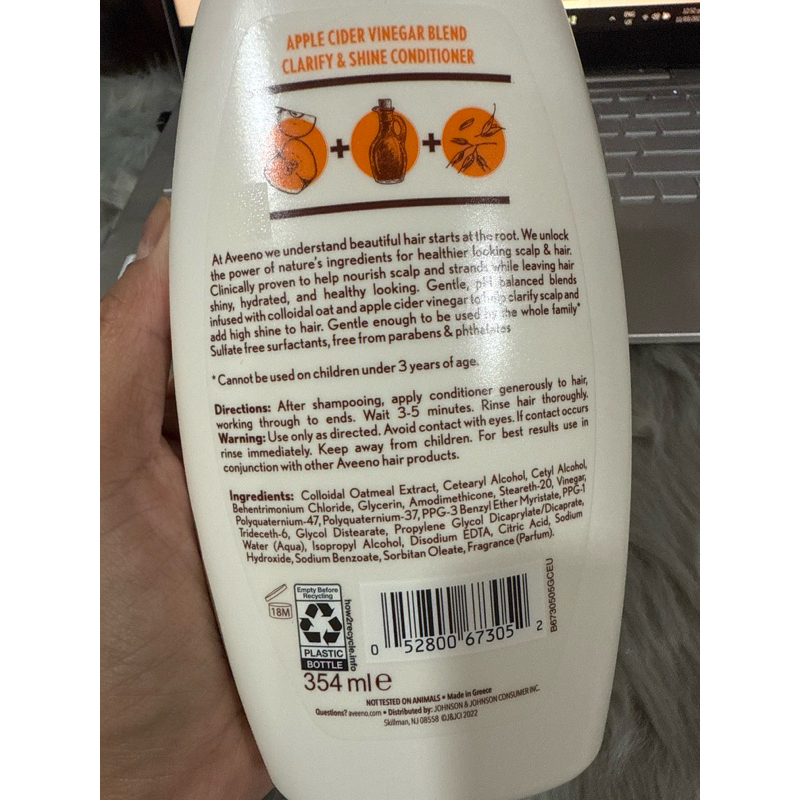 APPLE CIDER VINEGAR BLEND
CLARIFY & SHINE CONDITIONER
At Aveeno we understand beautiful hair starts at the root. We unlock
the power of nature's ingredients for healthier looking scalp & hair.
Clinically proven to help nourish scalp and strands while leaving hair
shiny, hydrated, and healthy looking. Gentle, pH balanced blends
infused with colloidal oat and apple cider vinegar to help clarify scalp and
add high shine to hair. Gentle enough to be used by the whole family*
Sulfate free surfactants, free from parabens & phthalates
*Cannot be used on children under 3 years of age.
Directions: After shampooing, apply conditioner generously to hair,
working through to ends. Wait 3-5 minutes. Rinse hair thoroughly.
Warning: Use only as directed. Avoid contact with eyes. If contact occurs
rinse immediately. Keep away from children. For best results use in
conjunction with other Aveeno hair products.
Ingredients: Colloidal Oatmeal Extract, Cetearyl Alcohol, Cetyl Alcohol,
Behentrimonium Chloride, Glycerin, Amodimethicone, Steareth-20, Vinegar,
Polyquaternium-47, Polyquaternium-37, PPG-3 Benzyl Ether Myristate, PPG-1
Trideceth-6, Glycol Distearate, Propylene Glycol Dicaprylate/Dicaprate,
Water (Aqua), Isopropyl Alcohol, Disodium EDTA, Citric Acid, Sodium
Hydroxide, Sodium Benzoate, Sorbitan Oleate, Fragrance (Parfum).
18M
Empty Before
Recycling
PLASTIC
BOTTLE
how2recycle.info
0 52800 67305 2
B6730505GCEU
354 ml e
NOT TESTED ON ANIMALS • Made in Greece
Questions? aveeno.com • Distributed by: JOHNSON & JOHNSON CONSUMER INC.
Skillman, NJ 08558 ©J&JCI 2022